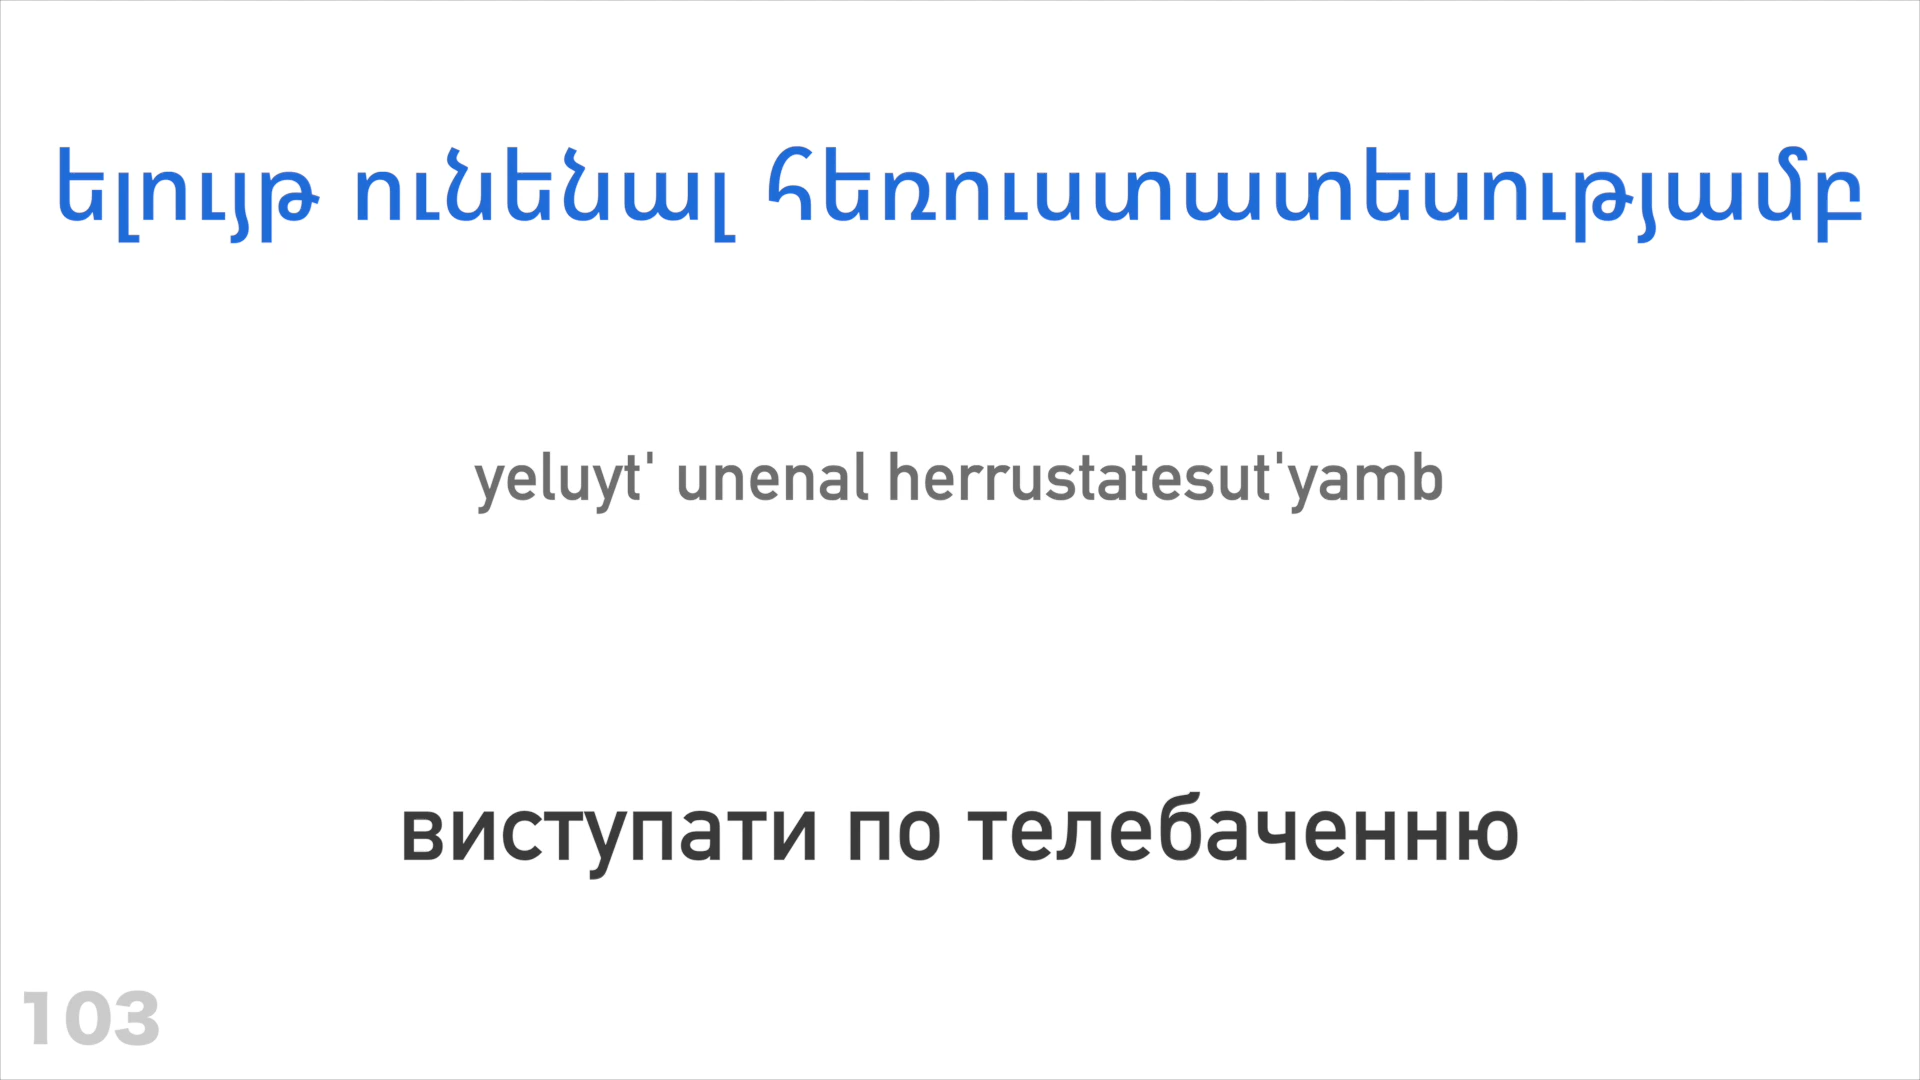 ելույթ ունենալ հեռուստատեսությամբ
yeluyt' unenal herrustatesut'yamb
виступати по телебаченню
103